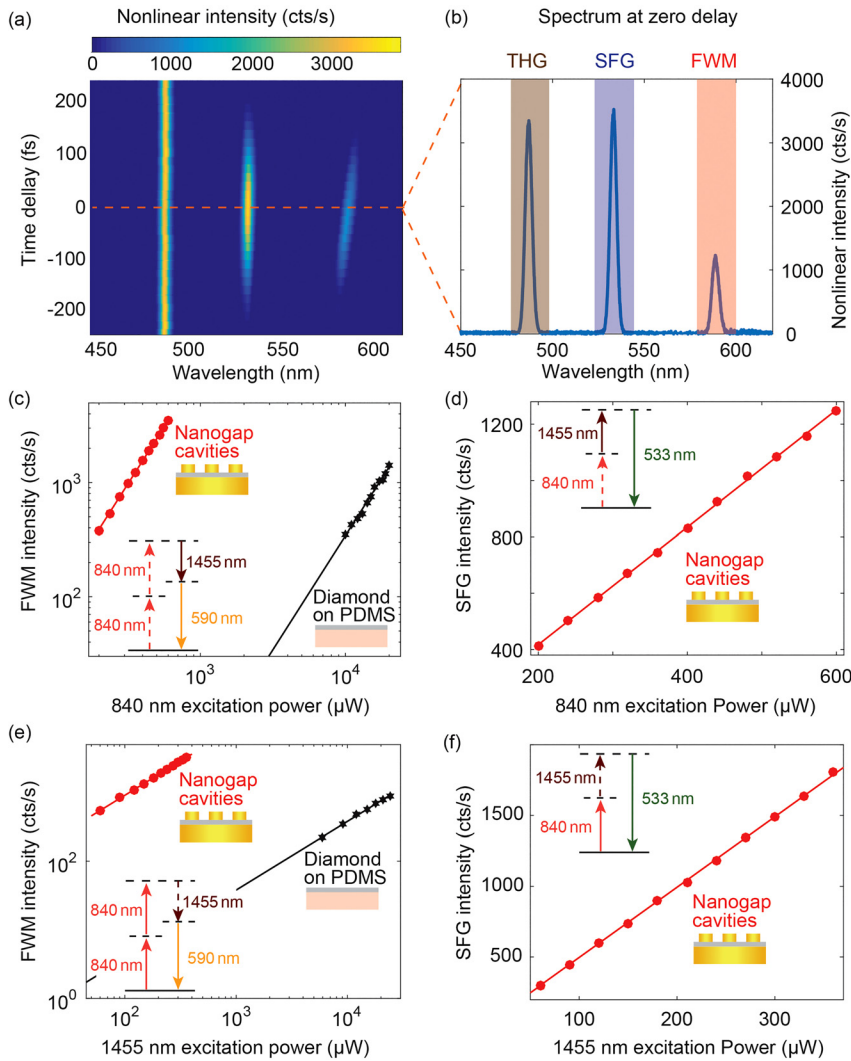 (a)
Nonlinear intensity (cts/s)
0
1000
2000
3000
200
100
0
-100
-200
Time dellay (fs)
450
500
550
600
Wavelength (nm)
(b)
Spectrum at zero delay
THG
SFG
FWM
4000
3000
2000
1000
0
Nonlinear intensity (cts/s)
450
500
550
600
Wavelength (nm)
(c)
FWM intensity (cts/s)
10³
10²
Nanogap
cavities
840 nm
840 nm
1455 nm
590 nm
Diamond
on PDMS
10³
10⁴
840 nm excitation power (µW)
(d)
SFG intensity (cts/s)
1200
900
600
400
1455 nm
840 nm
533 nm
Nanogap
cavities
200
400
600
840 nm excitation Power (µW)
(e)
FWM intensity (cts/s)
10²
10⁰
Nanogap
cavities
840 nm
840 nm
1455 nm
590 nm
Diamond
on PDMS
10²
10³
10⁴
1455 nm excitation power (µW)
(f)
SFG intensity (cts/s)
1500
1000
500
1455 nm
840 nm
533 nm
Nanogap
cavities
100
200
300
1455 nm excitation Power (µW)